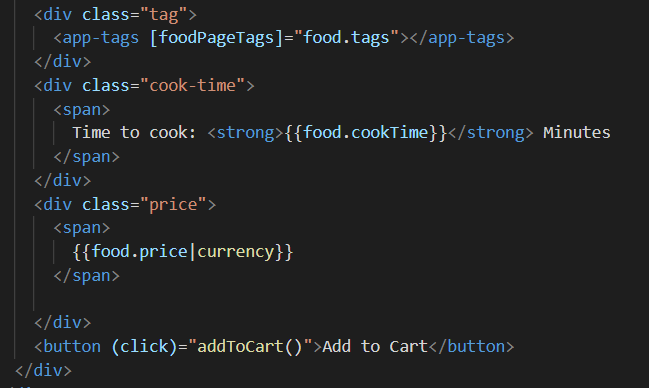 <div class="tag">
<app-tags [foodPageTags]="food.tags"></app-tags>
</div>
<div class="cook-time">
<span>
Time to cook: <strong>{{food.cookTime}}</strong> Minutes
</span>
</div>
<div class="price">
<span>
{{food.price|currency}}
</span>
</div>
<button (click)="addToCart()">Add to Cart</button>
</div>